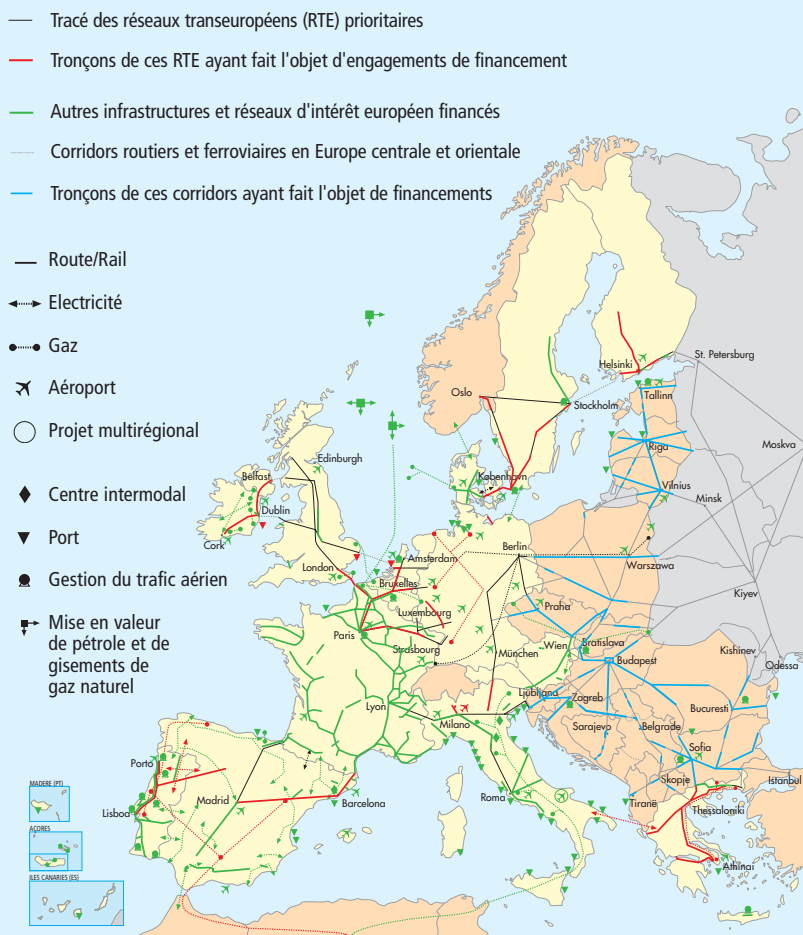 Tracé des réseaux transeuropéens (RTE) prioritaires
Tronçons de ces RTE ayant fait l'objet d'engagements de financement
Autres infrastructures et réseaux d'intérêt européen financés
Corridors routiers et ferroviaires en Europe centrale et orientale
Tronçons de ces corridors ayant fait l'objet de financements
Route/Rail
Electricité
Gaz
Aéroport
Projet multirégional
Centre intermodal
Port
Gestion du trafic aérien
Mise en valeur
de pétrole et de
gisements de
gaz naturel
Helsinki
St. Petersburg
Oslo
Stockholm
Tallinn
Moskva
Riga
Edinburgh
København
Belfast
Vilnius
Minsk
Dublin
Cork
Amsterdam
Berlin
London
Warszawa
Bruxelles
Kiyev
Luxembourg
Praha
Paris
Strasbourg
München
Wien
Bratislava
Kishinev
Budapest
Odessa
Lyon
Ljubljana
Zagreb
Bucuresti
Milano
Sarajevo
Belgrade
Sofia
Porto
Skopje
Istanbul
MADERE (PT)
Madrid
Barcelona
Roma
Tiranë
Thessaloniki
Lisboa
AÇORES
Athinai
ILES CANARIES (ES)